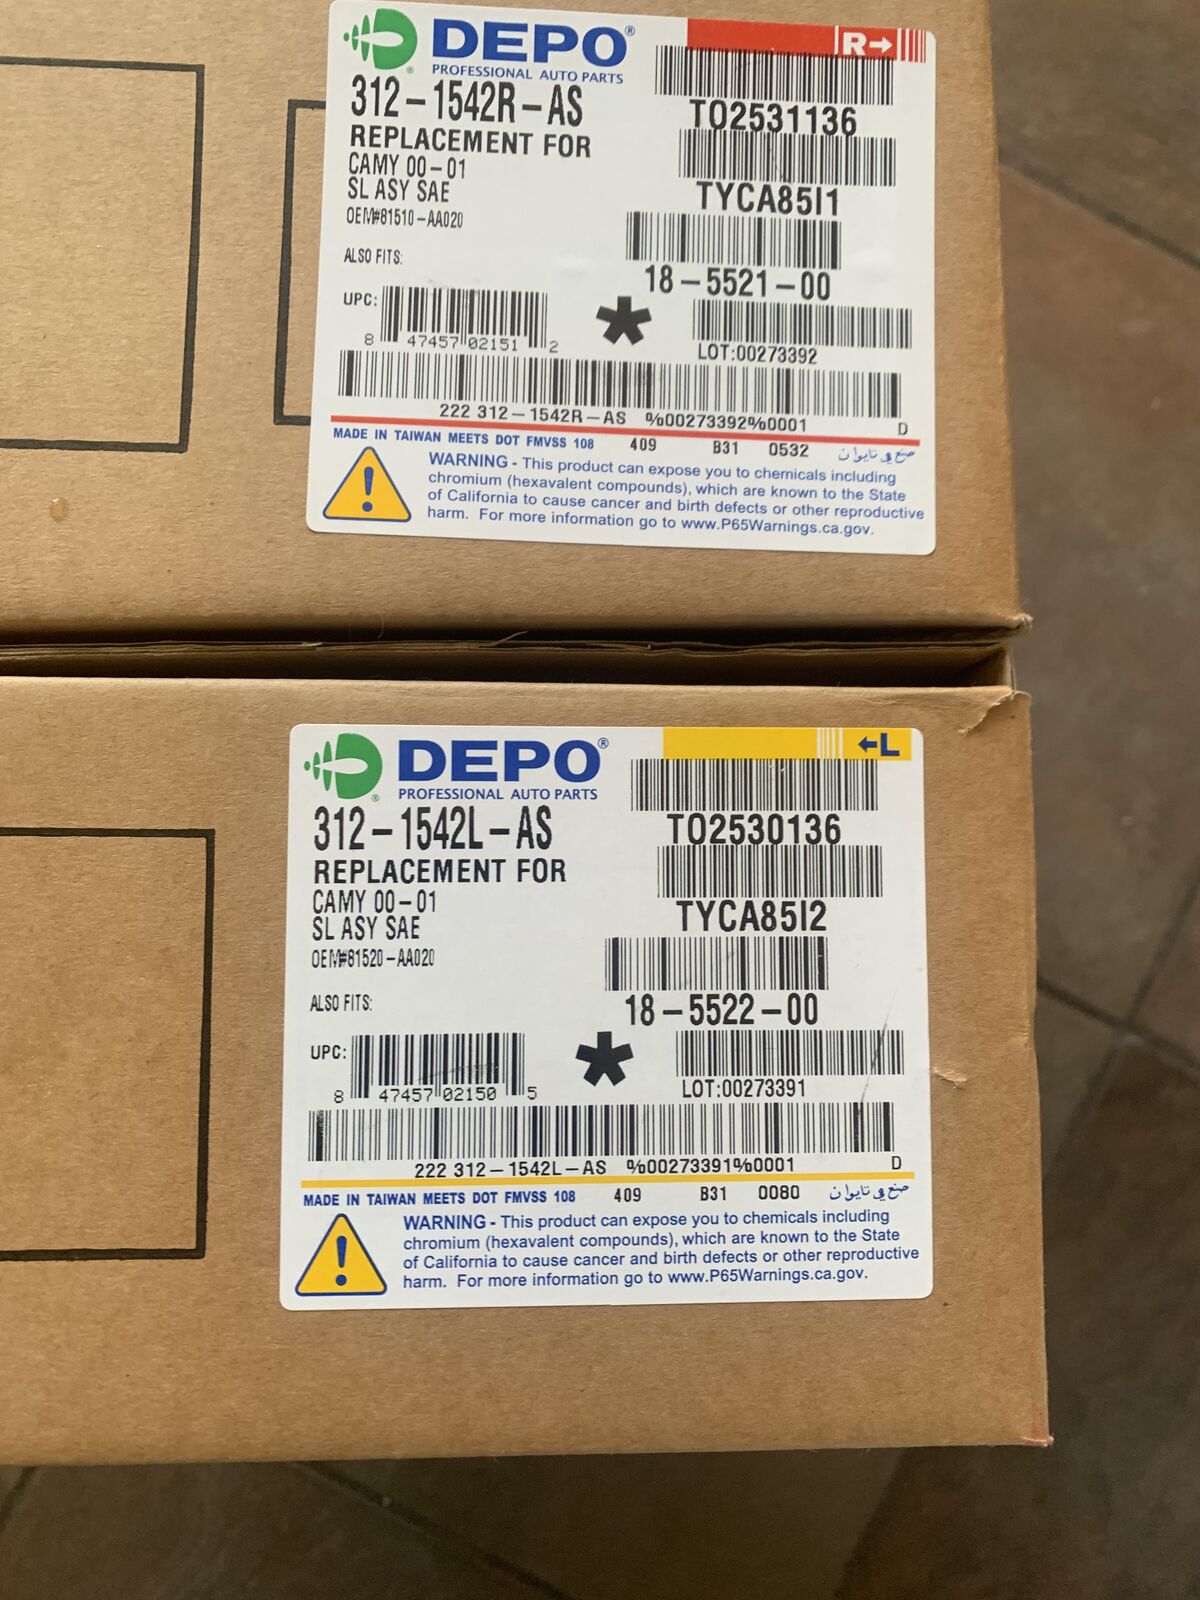 DEPO®
PROFESSIONAL AUTO PARTS
R→
312-1542R-AS
REPLACEMENT FOR
CAMY 00-01
SL ASY SAE
OEM#81510-AA020
ALSO FITS:
TO2531136
TYCA85I1
18-5521-00
UPC:
8 47457 02151 2
*
LOT:00273392
222 312-1542R-AS %00273392%0001 D
MADE IN TAIWAN MEETS DOT FMVSS 108 409 B31 0532 صنع في تايوان
WARNING - This product can expose you to chemicals including
chromium (hexavalent compounds), which are known to the State
of California to cause cancer and birth defects or other reproductive
harm. For more information go to www.P65Warnings.ca.gov.
DEPO®
PROFESSIONAL AUTO PARTS
←L
312-1542L-AS
REPLACEMENT FOR
CAMY 00-01
SL ASY SAE
OEM#81520-AA020
ALSO FITS:
TO2530136
TYCA85I2
18-5522-00
UPC:
8 47457 02150 5
*
LOT:00273391
222 312-1542L-AS %00273391%0001 D
MADE IN TAIWAN MEETS DOT FMVSS 108 409 B31 0080 صنع في تايوان
WARNING - This product can expose you to chemicals including
chromium (hexavalent compounds), which are known to the State
of California to cause cancer and birth defects or other reproductive
harm. For more information go to www.P65Warnings.ca.gov.